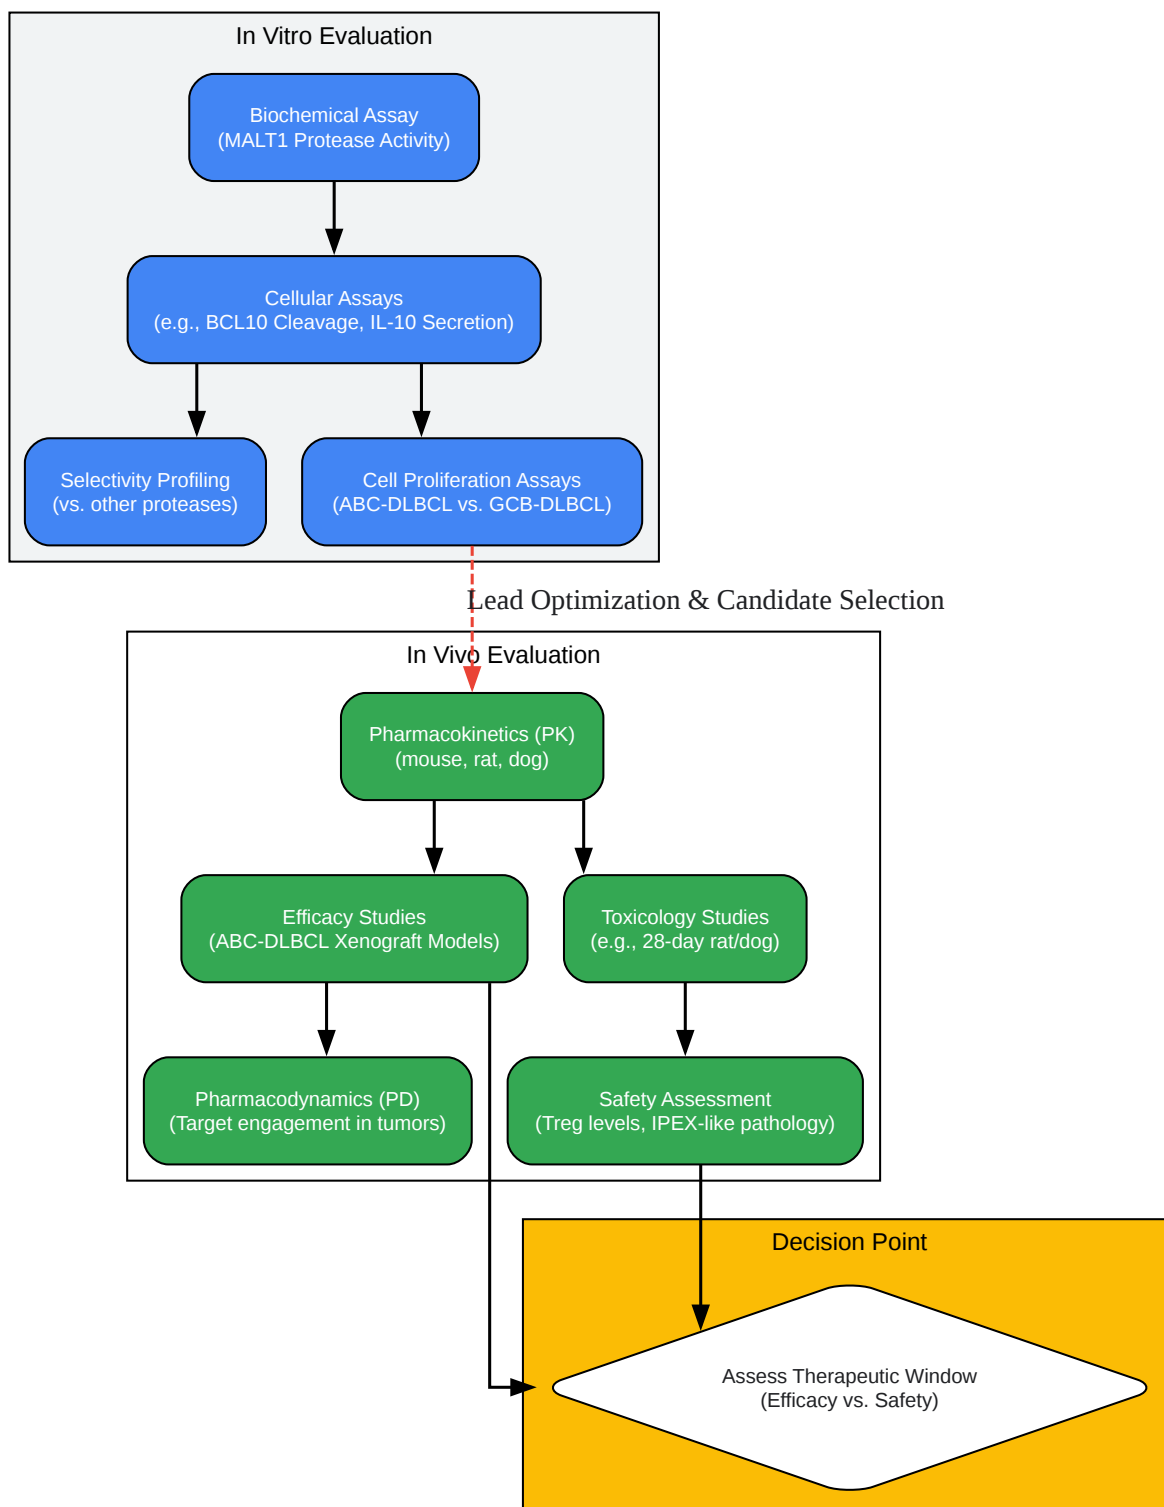 In Vitro Evaluation
Biochemical Assay
(MALT1 Protease Activity)
Cellular Assays
(e.g., BCL10 Cleavage, IL-10 Secretion)
Selectivity Profiling
(vs. other proteases)
Cell Proliferation Assays
(ABC-DLBCL vs. GCB-DLBCL)
Lead Optimization & Candidate Selection
In Vivo Evaluation
Pharmacokinetics (PK)
(mouse, rat, dog)
Efficacy Studies
(ABC-DLBCL Xenograft Models)
Toxicology Studies
(e.g., 28-day rat/dog)
Pharmacodynamics (PD)
(Target engagement in tumors)
Safety Assessment
(Treg levels, IPEX-like pathology)
Decision Point
Assess Therapeutic Window
(Efficacy vs. Safety)